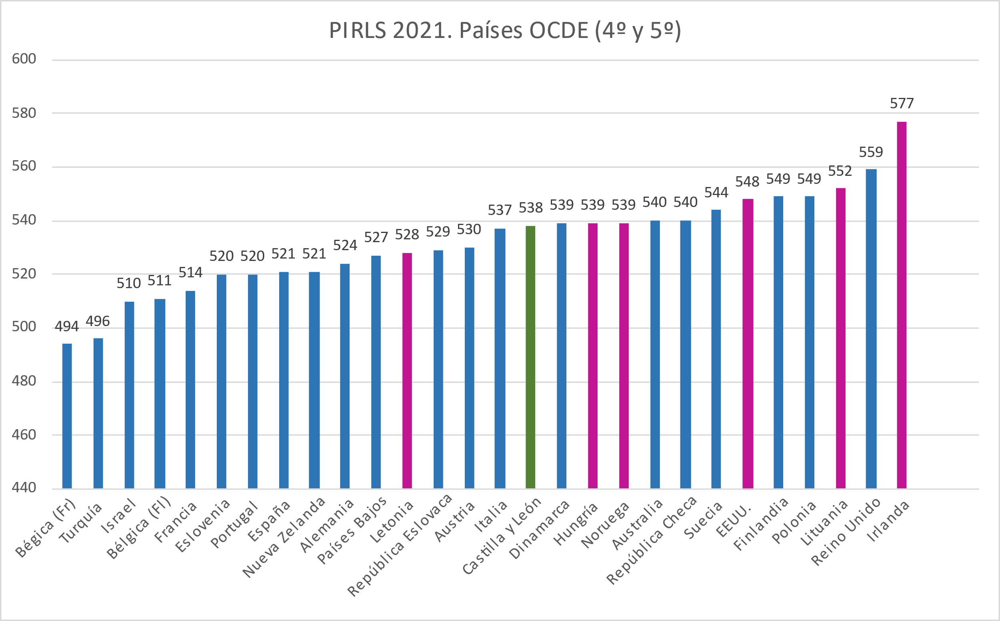 PIRLS 2021. Países OCDE (4º y 5º)
600
580
560
540
520
500
480
460
440
494
496
510
511
514
520
520
521
521
524
527
528
529
530
537
538
539
539
539
540
540
544
548
549
549
552
559
577
Bégica (Fr)
Turquía
Israel
Bélgica (Fl)
Francia
Eslovenia
Portugal
España
Nueva Zelanda
Alemania
Países Bajos
Letonia
República Eslovaca
Austria
Italia
Castilla y León
Dinamarca
Hungría
Noruega
Australia
República Checa
Suecia
EEUU.
Finlandia
Polonia
Lituania
Reino Unido
Irlanda